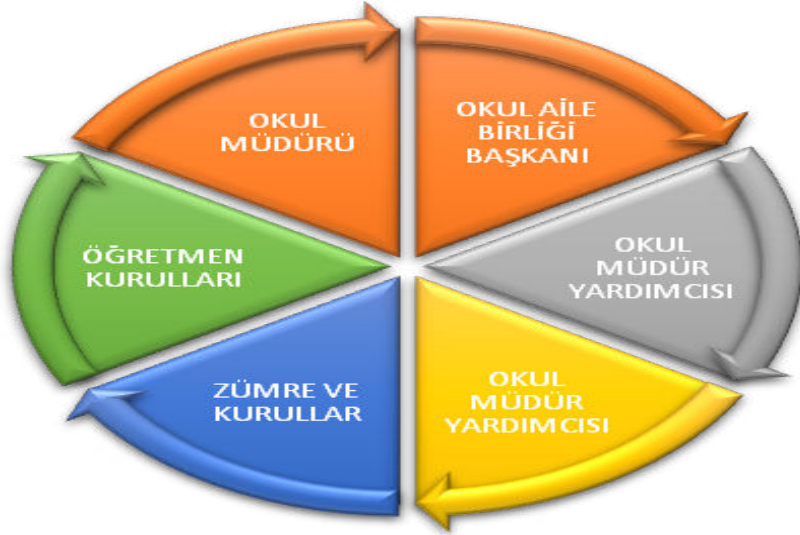 OKUL
MÜDÜRÜ
OKUL AİLE
BİRLİĞİ
BAŞKANI
OKUL
MÜDÜR
YARDIMCISI
OKUL
MÜDÜR
YARDIMCISI
ZÜMRE VE
KURULLAR
ÖĞRETMEN
KURULLARI